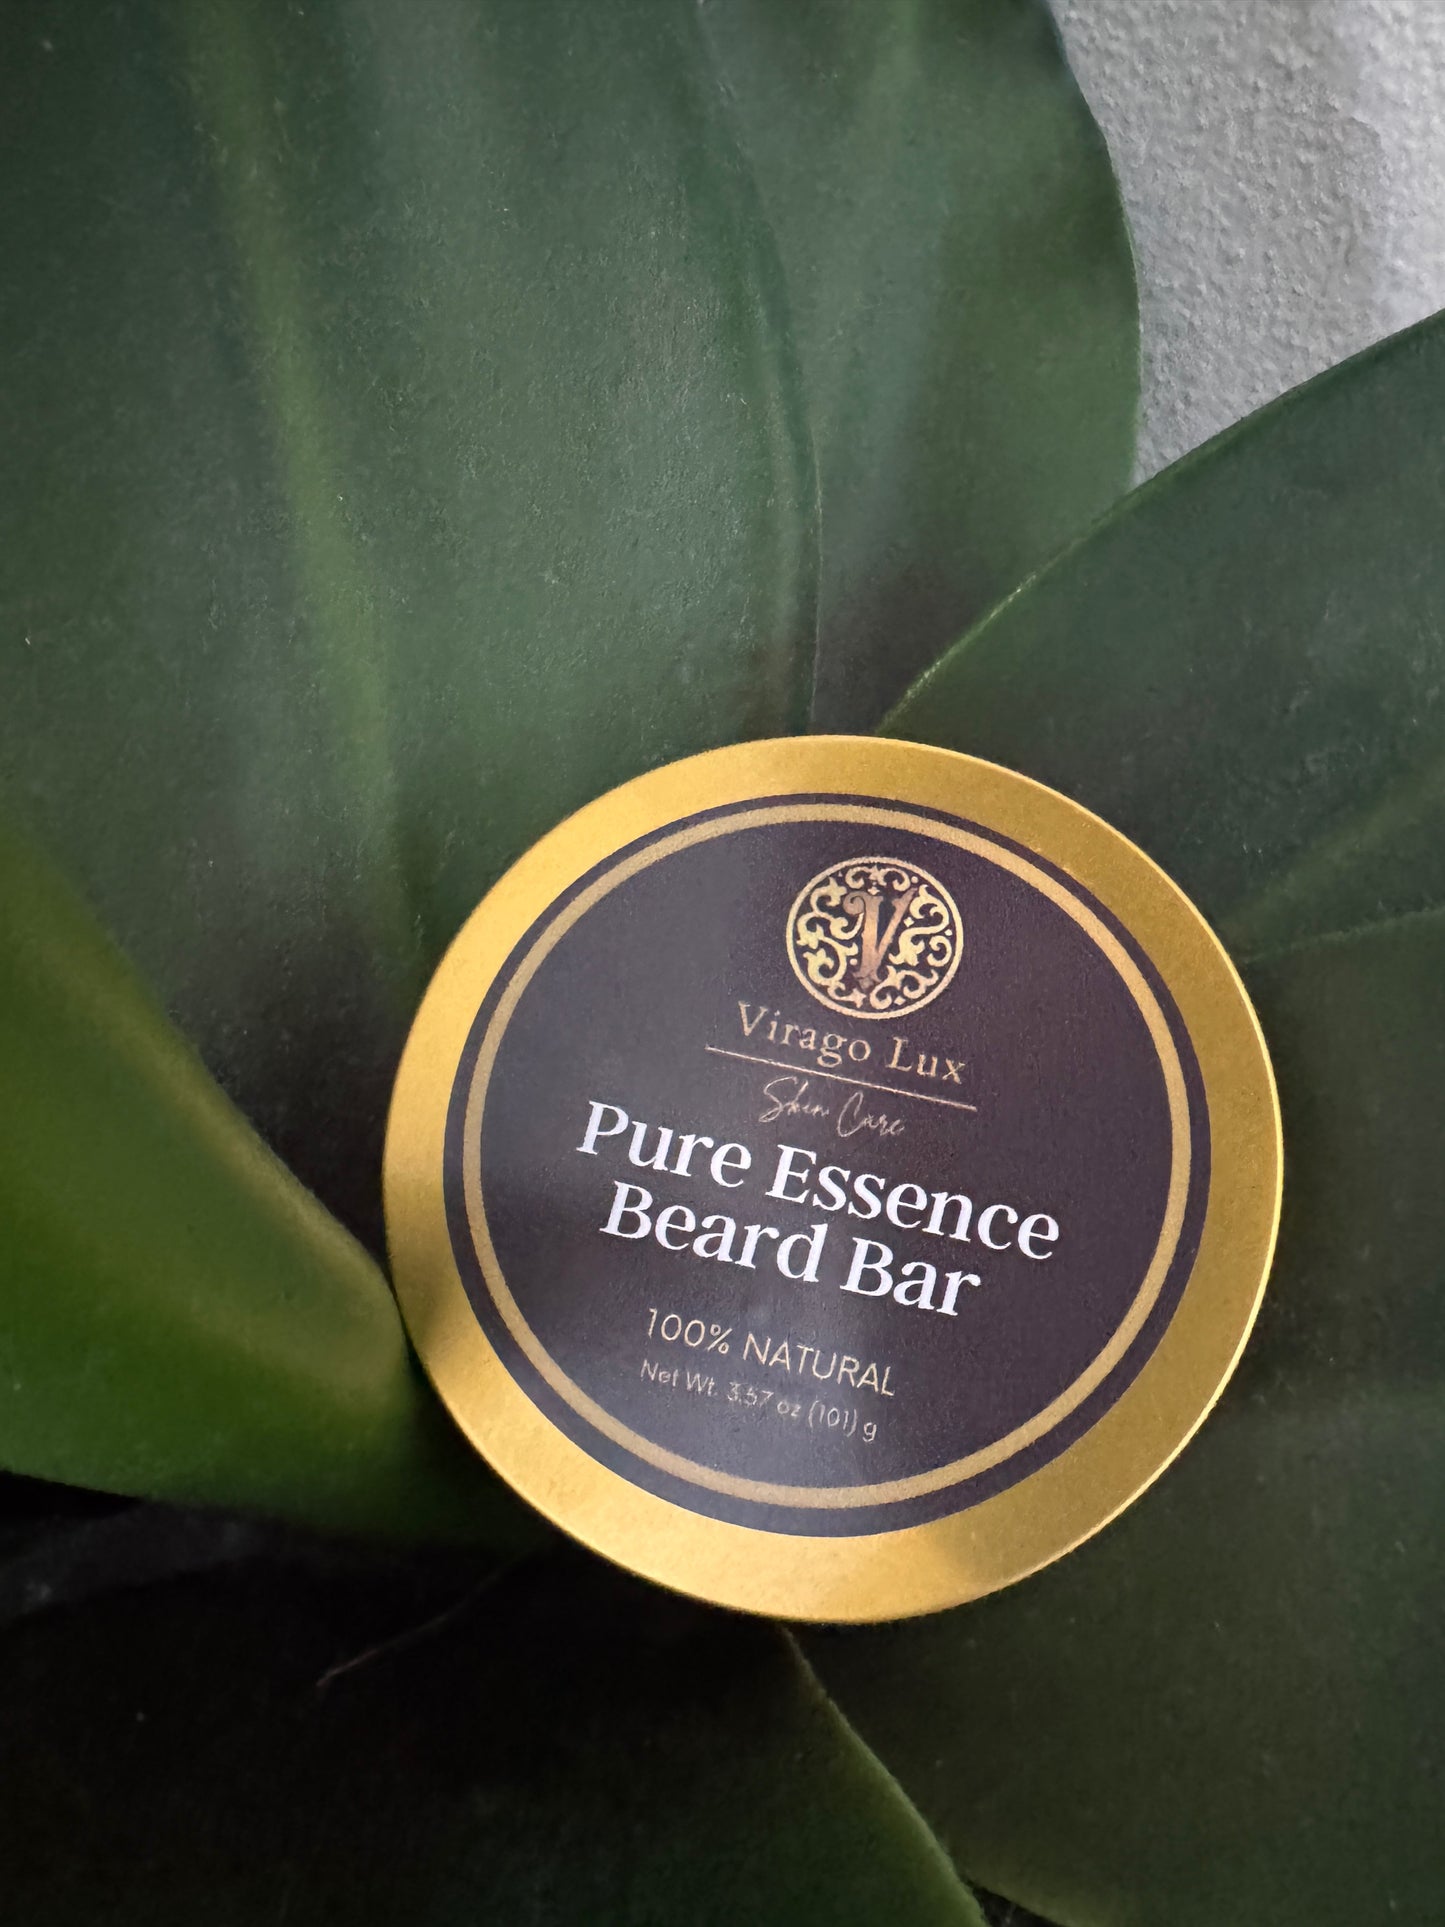 V
Virago Lux
Skin Care
Pure Essence
Beard Bar
100% NATURAL
Net Wt. 3.57 oz (101) g